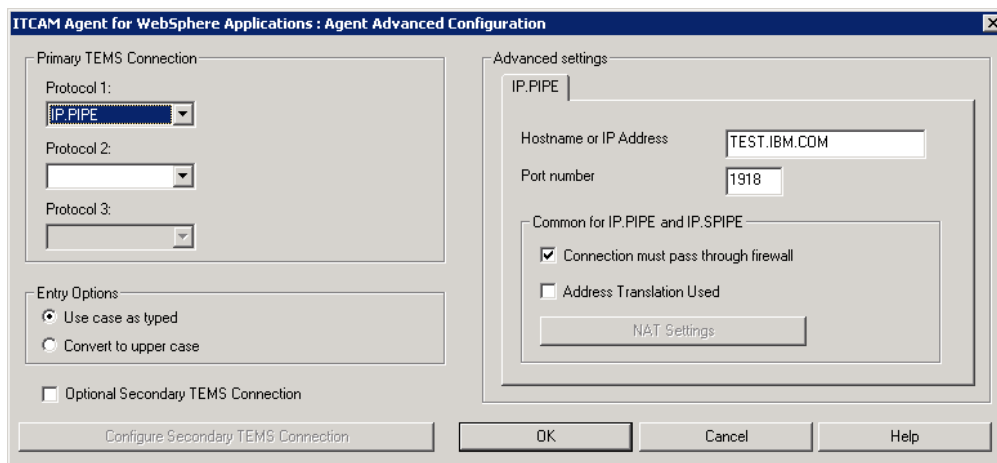 ITCAM Agent for WebSphere Applications : Agent Advanced Configuration
Primary TEMS Connection
Protocol 1:
IP.PIPE
Protocol 2:
Protocol 3:
Entry Options
Use case as typed
Convert to upper case
Optional Secondary TEMS Connection
Configure Secondary TEMS Connection
Advanced settings
IP.PIPE
Hostname or IP Address
TEST.IBM.COM
Port number
1918
Common for IP.PIPE and IP.SPIPE
Connection must pass through firewall
Address Translation Used
NAT Settings
OK
Cancel
Help